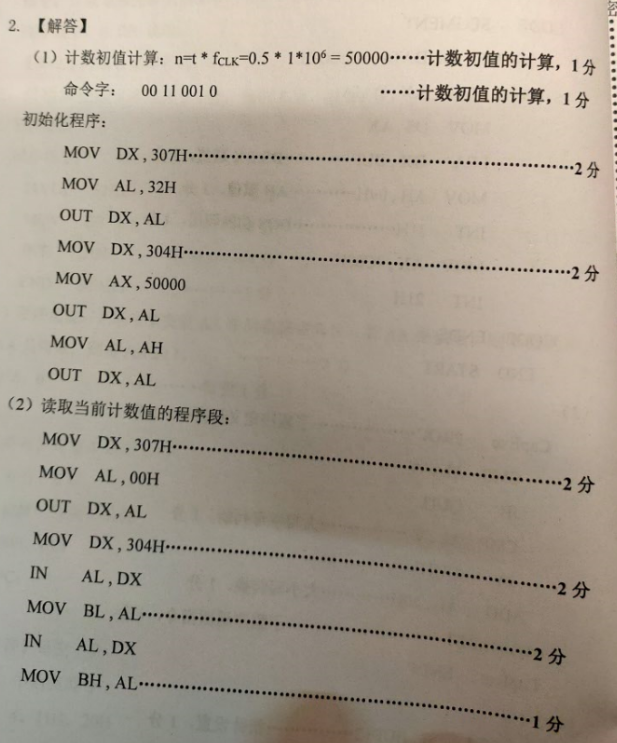 2. 【解答】
(1) 计数初值计算: n=t * fCLK=0.5 * 1*10⁶ = 50000……计数初值的计算, 1分
命令字: 00 11 001 0 ……计数初值的计算, 1分
初始化程序:
MOV DX, 307H……2分
MOV AL, 32H
OUT DX, AL
MOV DX, 304H……2分
MOV AX, 50000
OUT DX, AL
MOV AL, AH
OUT DX, AL
(2) 读取当前计数值的程序段:
MOV DX, 307H……2分
MOV AL, 00H
OUT DX, AL
MOV DX, 304H……2分
IN AL, DX
MOV BL, AL……2分
IN AL, DX
MOV BH, AL……1分